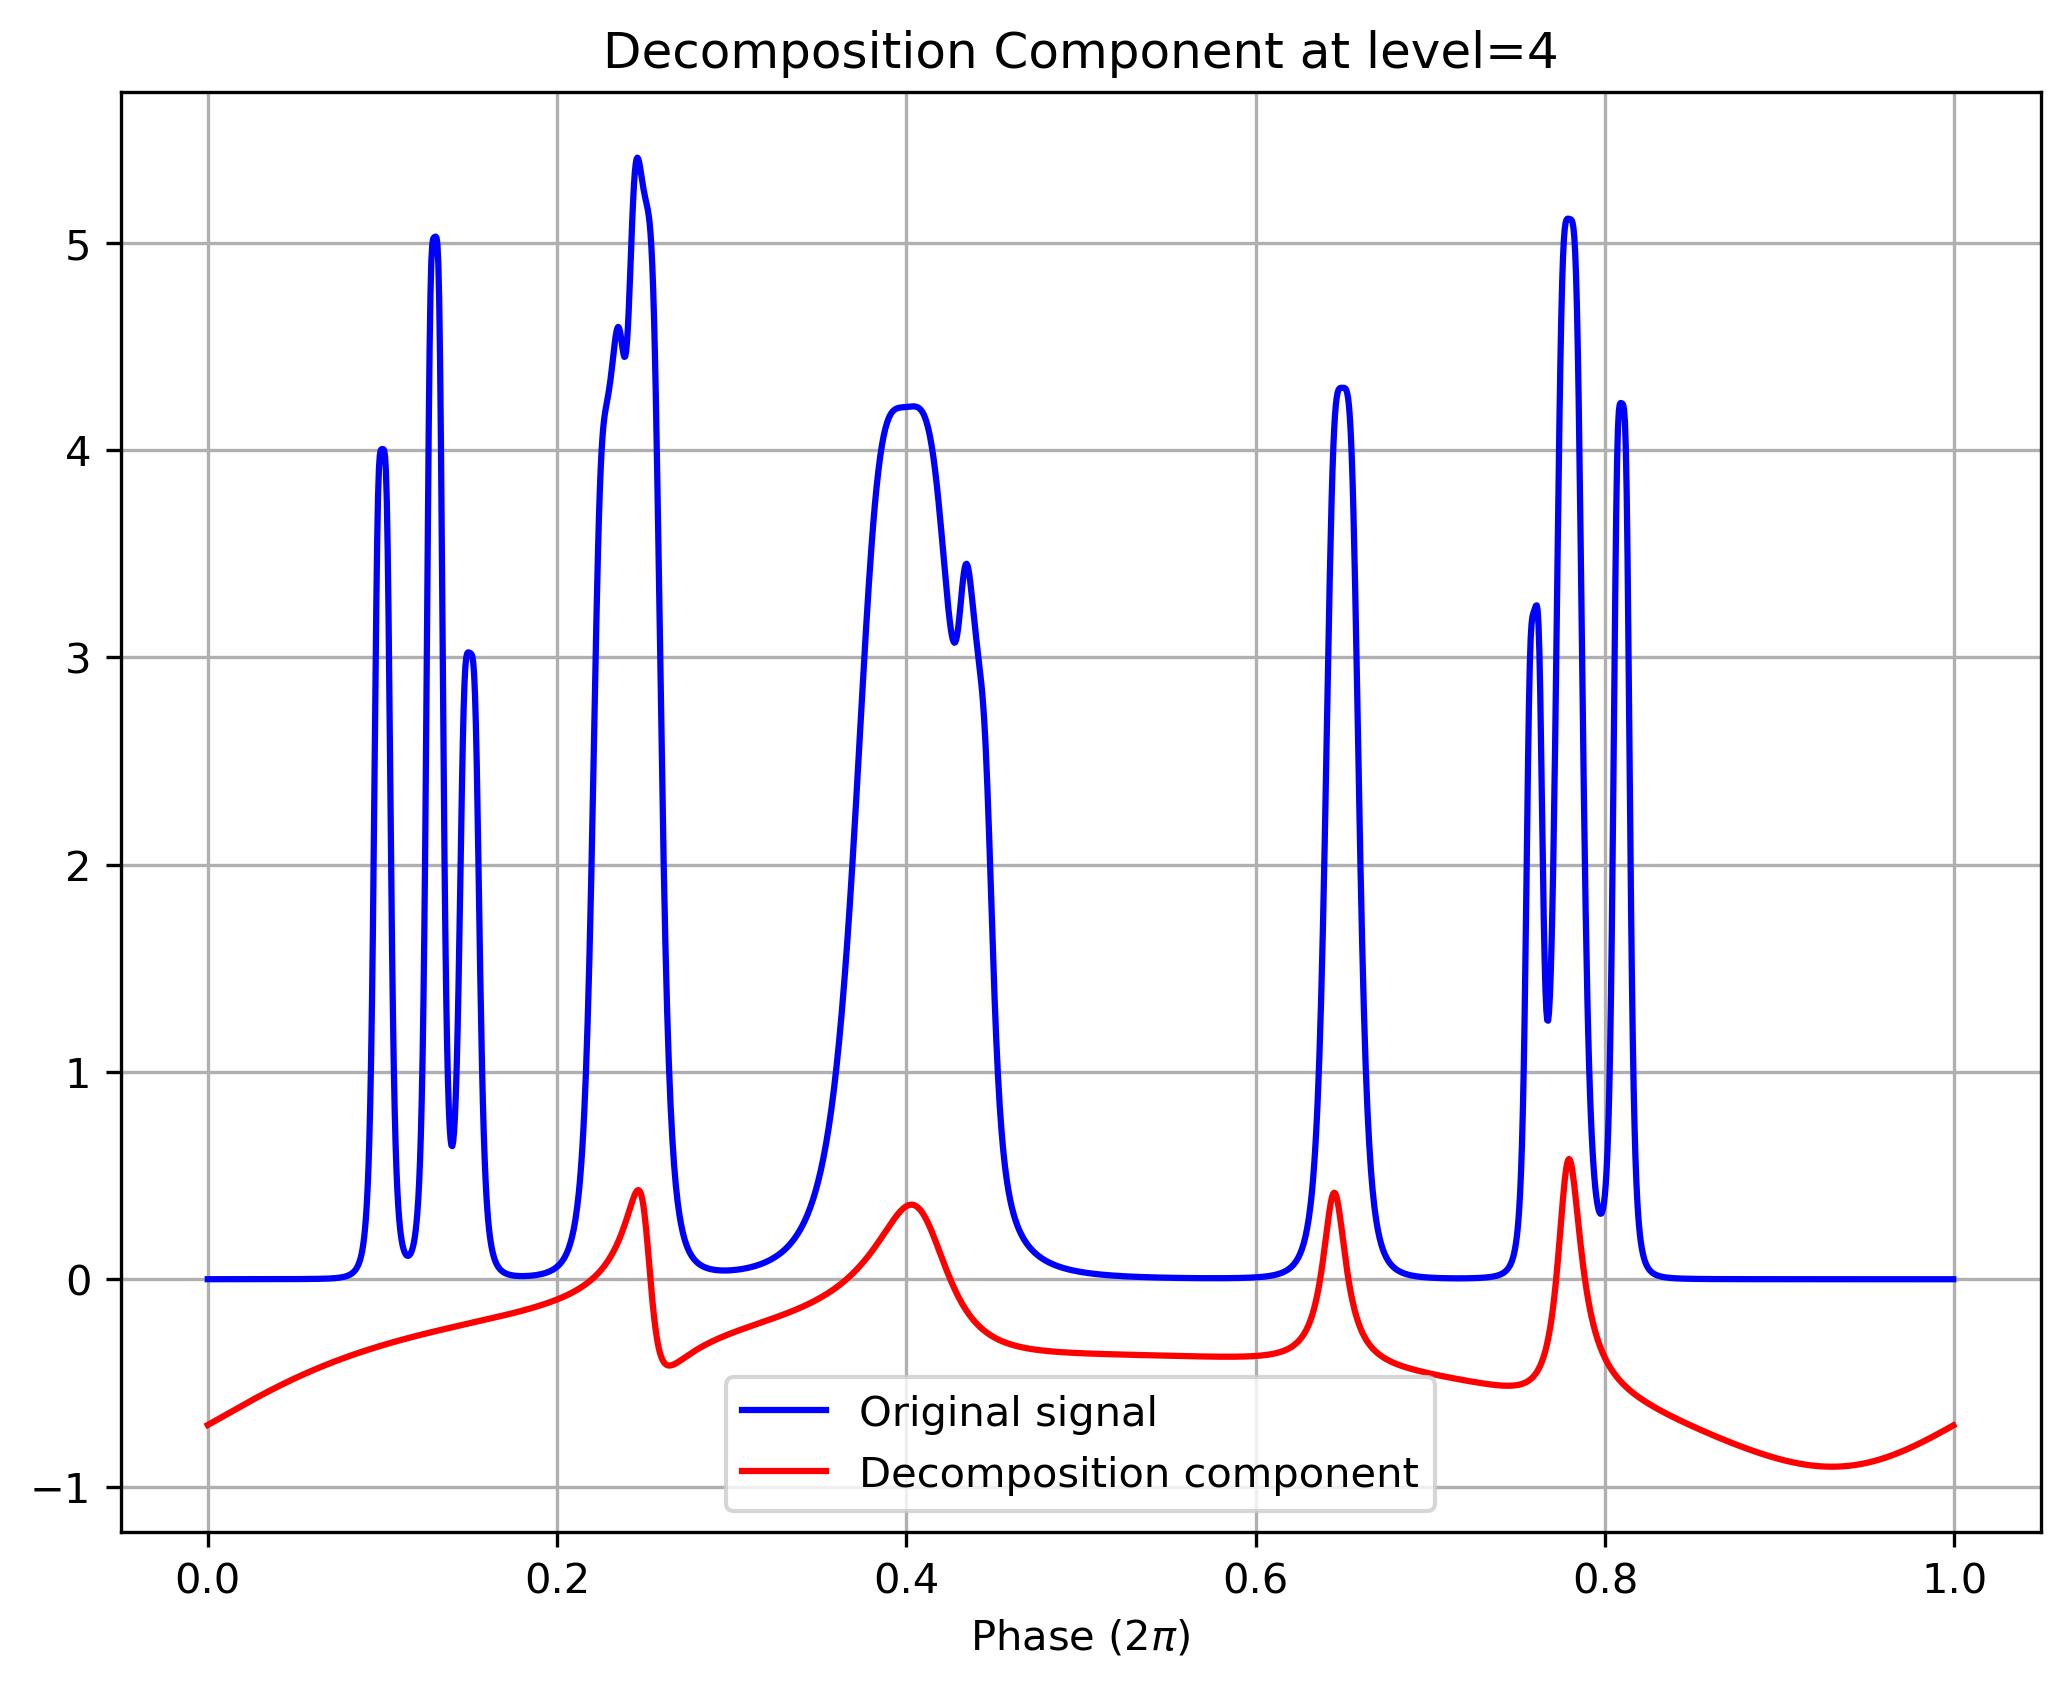 Decomposition Component at level=4
5
4
3
2
1
0
−1
Original signal
Decomposition component
0.0 0.2 0.4 0.6 0.8 1.0
Phase (2π)